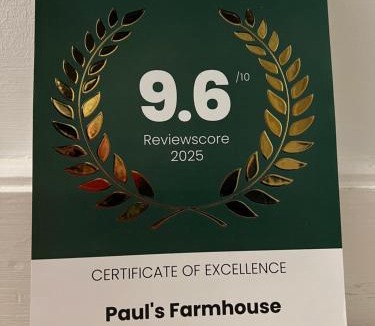 9.6 /10
Reviewscore
2025
CERTIFICATE OF EXCELLENCE
Paul's Farmhouse